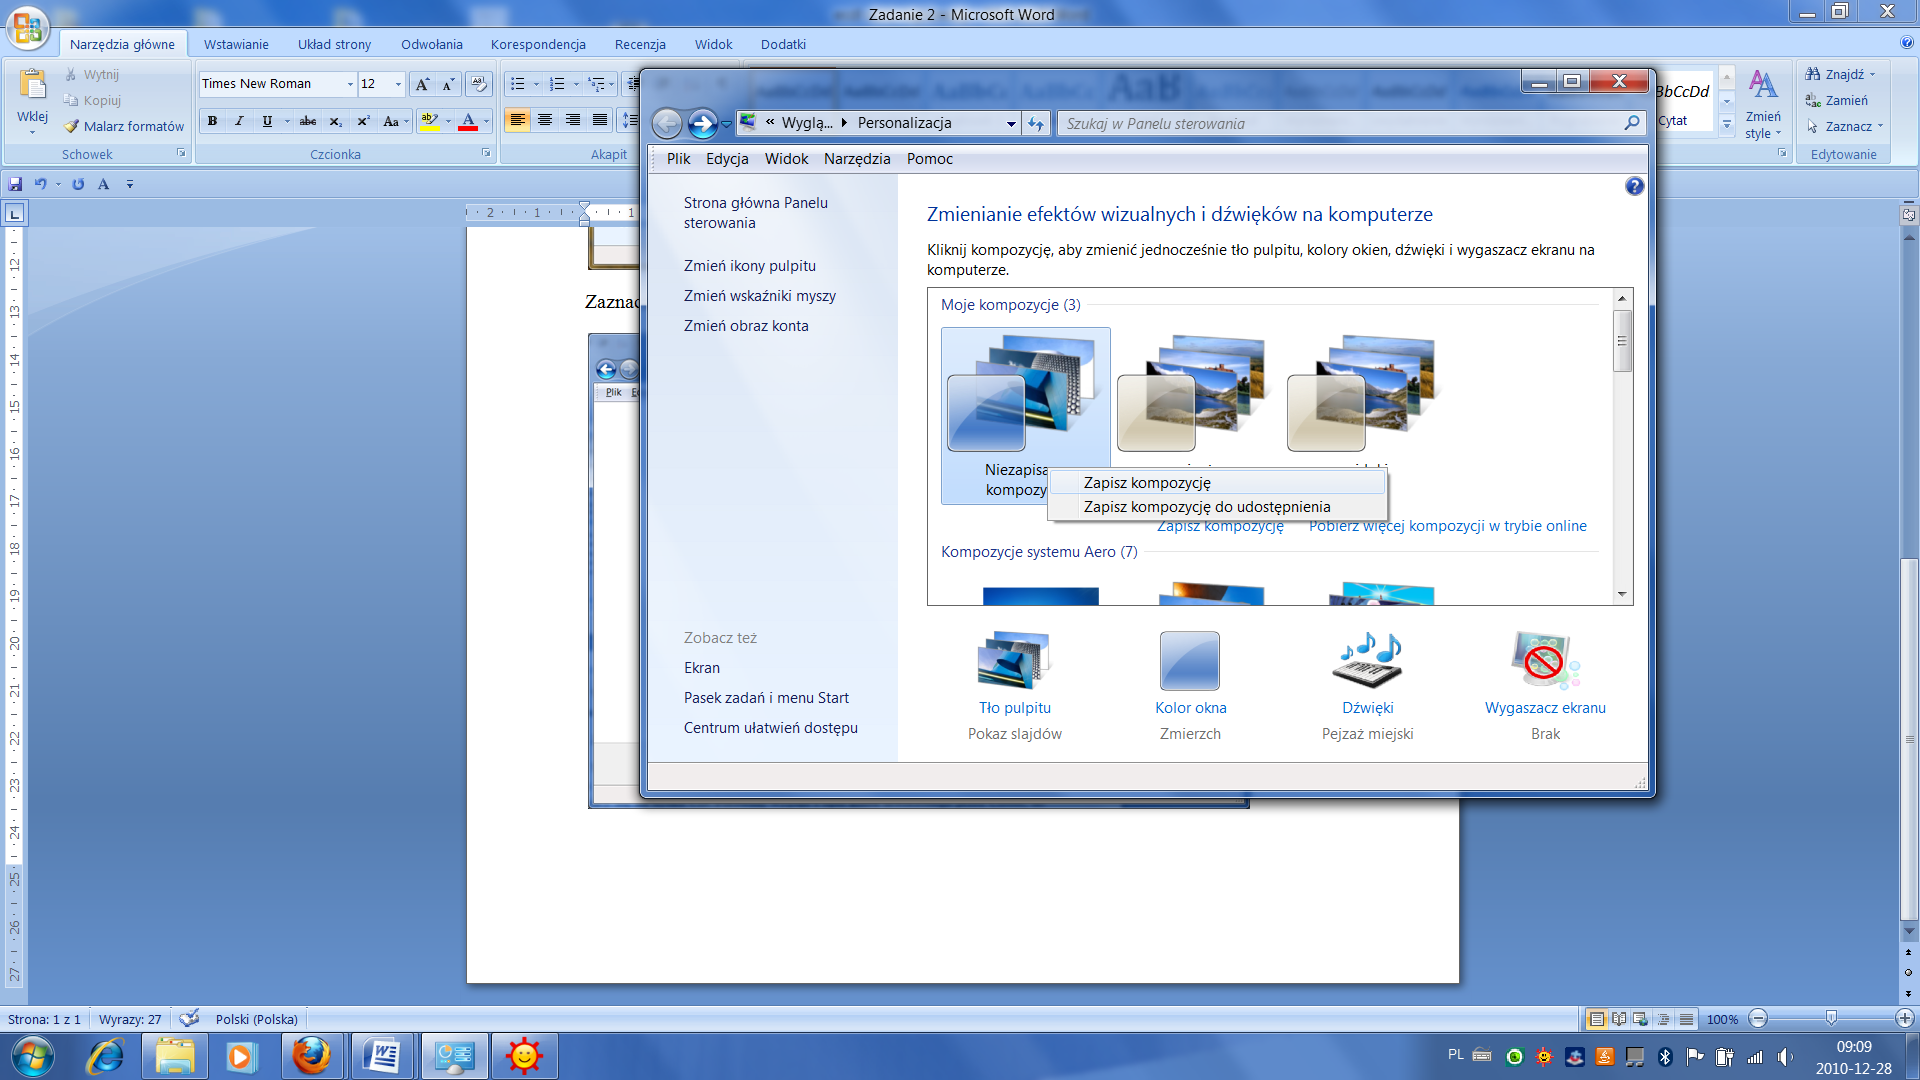 Zadanie 2 - Microsoft Word
Narzędzia główne
Wstawianie
Układ strony
Odwołania
Korespondencja
Recenzja
Widok
Dodatki
Wklej
Wytnij
Kopiuj
Malarz formatów
Schowek
Times New Roman
12
Czcionka
Akapit
BbCcDd
Cytat
Zmień
style
Znajdź
Zamień
Zaznacz
Edytowanie
« Wyglą... Personalizacja
Szukaj w Panelu sterowania
Plik Edycja Widok Narzędzia Pomoc
Strona główna Panelu
sterowania
Zmień ikony pulpitu
Zmień wskaźniki myszy
Zmień obraz konta
Zobacz też
Ekran
Pasek zadań i menu Start
Centrum ułatwień dostępu
Zmienianie efektów wizualnych i dźwięków na komputerze
Kliknij kompozycję, aby zmienić jednocześnie tło pulpitu, kolory okien, dźwięki i wygaszacz ekranu na
komputerze.
Moje kompozycje (3)
Niezapisa
kompozy
Zapisz kompozycję
Zapisz kompozycję do udostępnienia
Zapisz kompozycję
Pobierz więcej kompozycji w trybie online
Kompozycje systemu Aero (7)
Tło pulpitu
Pokaz slajdów
Kolor okna
Zmierzch
Dźwięki
Pejzaż miejski
Wygaszacz ekranu
Brak
Zaznac
Plik
Strona: 1 z 1
Wyrazy: 27
Polski (Polska)
100%
PL
09:09
2010-12-28